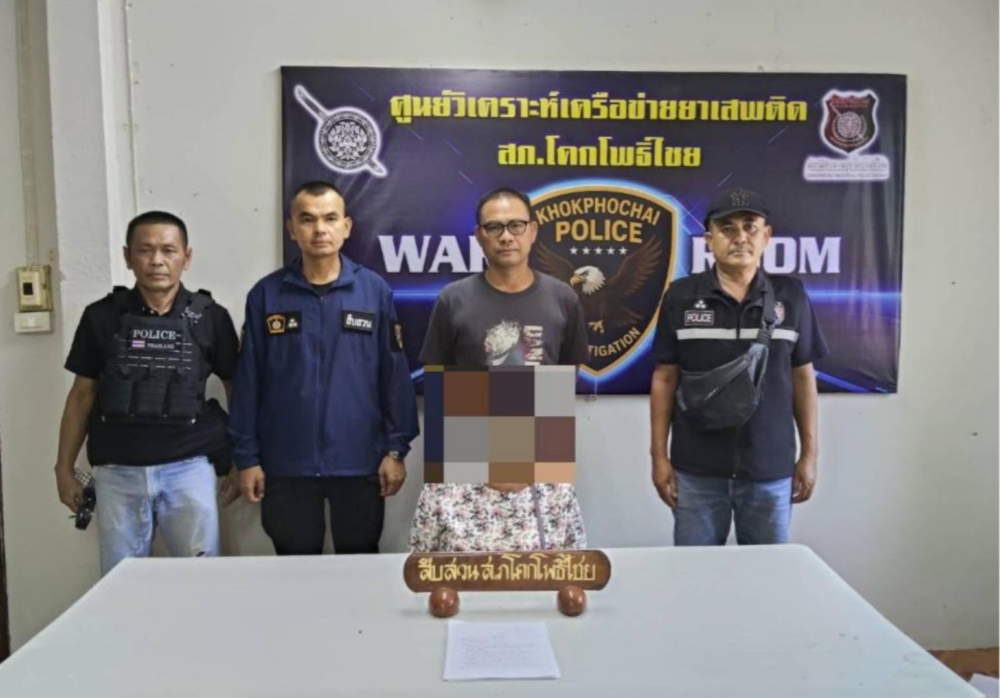 ศูนย์วิเคราะห์เครือข่ายยาเสพติด
สภ.โคกโพธิ์ไชย
KHOKPHOCHAI
POLICE
WAR ROOM
TIGATION
POLICE
THAILAND
สืบสวน
POLICE
สืบสวน ส.ภ.โคกโพธิ์ไชย